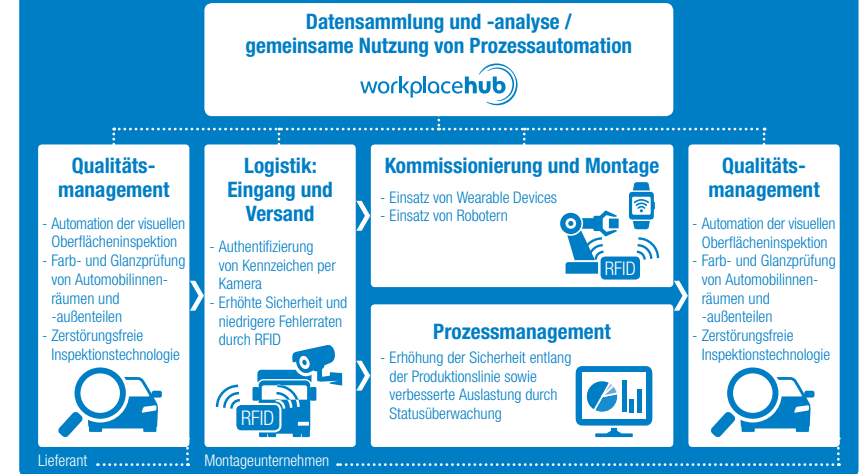 Datensammlung und -analyse /
gemeinsame Nutzung von Prozessautomation
workplacehub
Qualitäts-
management
- Automation der visuellen
Oberflächeninspektion
- Farb- und Glanzprüfung
von Automobilinnen-
räumen und
-außenteilen
- Zerstörungsfreie
Inspektionstechnologie
Logistik:
Eingang und
Versand
- Authentifizierung
von Kennzeichen per
Kamera
- Erhöhte Sicherheit und
niedrigere Fehlerraten
durch RFID
RFID
Kommissionierung und Montage
- Einsatz von Wearable Devices
- Einsatz von Robotern
RFID
Prozessmanagement
- Erhöhung der Sicherheit entlang
der Produktionslinie sowie
verbesserte Auslastung durch
Statusüberwachung
Qualitäts-
management
- Automation der visuellen
Oberflächeninspektion
- Farb- und Glanzprüfung
von Automobilinnen-
räumen und
-außenteilen
- Zerstörungsfreie
Inspektionstechnologie
Lieferant
Montageunternehmen